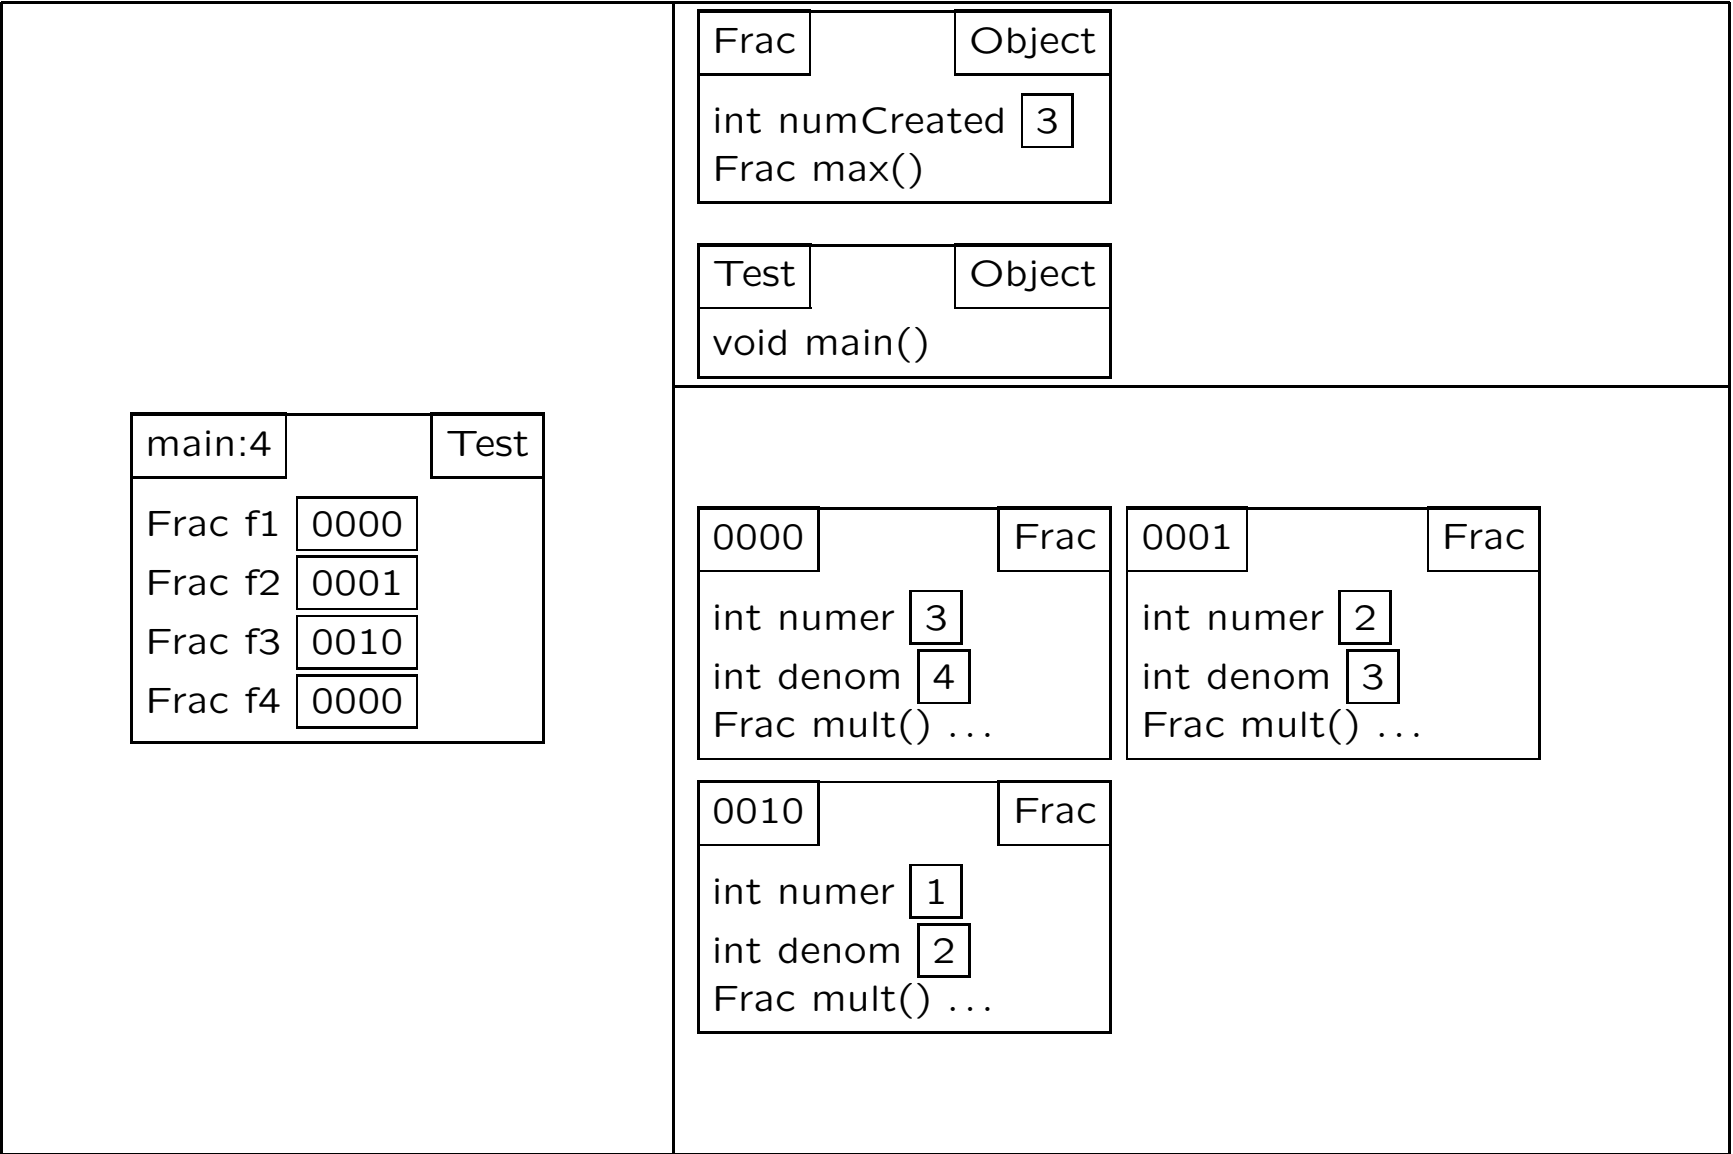 Frac Object
int numCreated 3
Frac max()
Test Object
void main()
main:4 Test
Frac f1 0000
Frac f2 0001
Frac f3 0010
Frac f4 0000
0000 Frac
int numer 3
int denom 4
Frac mult() ...
0001 Frac
int numer 2
int denom 3
Frac mult() ...
0010 Frac
int numer 1
int denom 2
Frac mult() ...